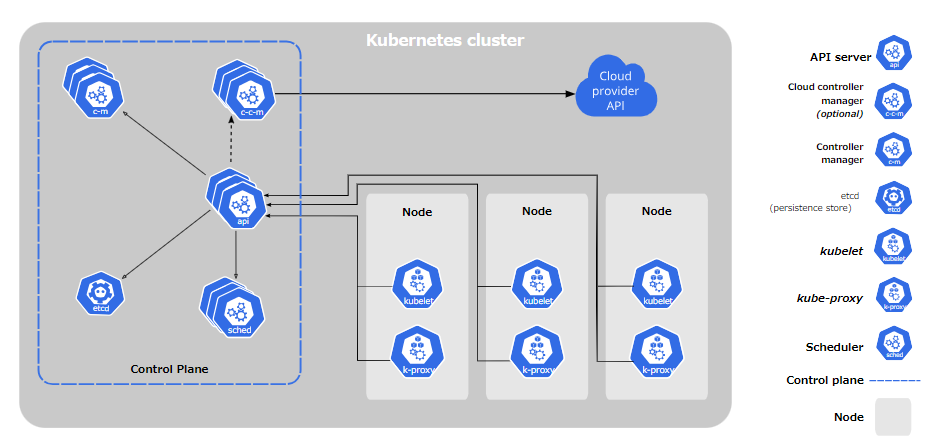 Kubernetes cluster
c-m
c-c-m
Cloud
provider
API
api
etcd
sched
Control Plane
Node
kubelet
k-proxy
Node
kubelet
k-proxy
Node
kubelet
k-proxy
API server
api
Cloud controller
manager
(optional)
c-c-m
Controller
manager
c-m
etcd
(persistence store)
etcd
kubelet
kubelet
kube-proxy
k-proxy
Scheduler
sched
Control plane
Node